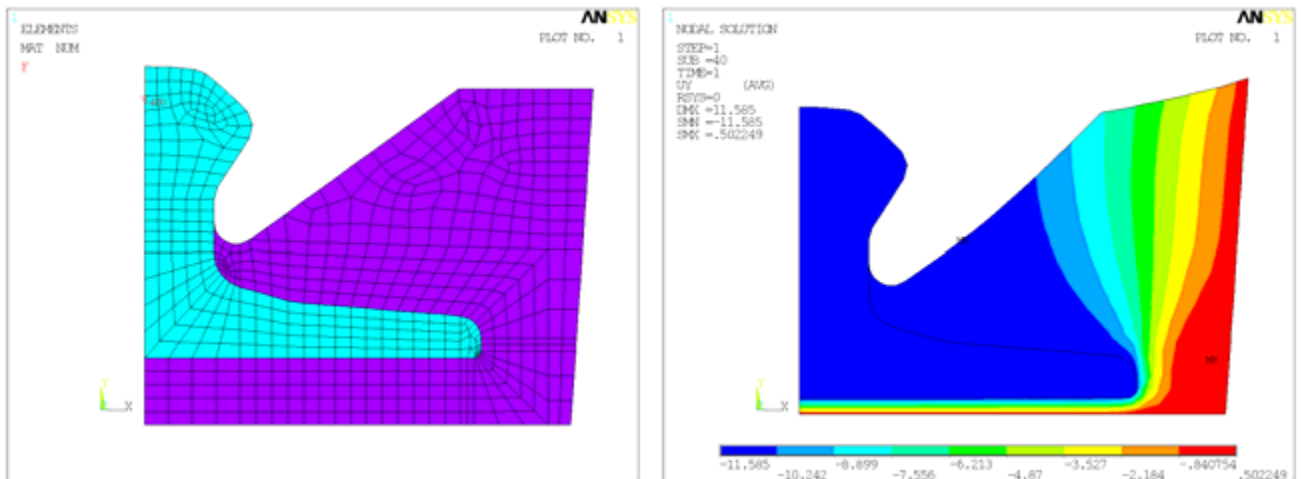 1
ANSYS
ELEMENTS
PLOT NO. 1
MAT NUM
F
Y
X
1
ANSYS
NODAL SOLUTION
PLOT NO. 1
STEP=1
SUB =40
TIME=1
UY (AVG)
RSYS=0
DMX =11.585
SMN =-11.585
SMX =.502249
MN
MX
Y
X
-11.585 -8.899 -6.213 -3.527 -.840754
-10.242 -7.556 -4.87 -2.184 .502249